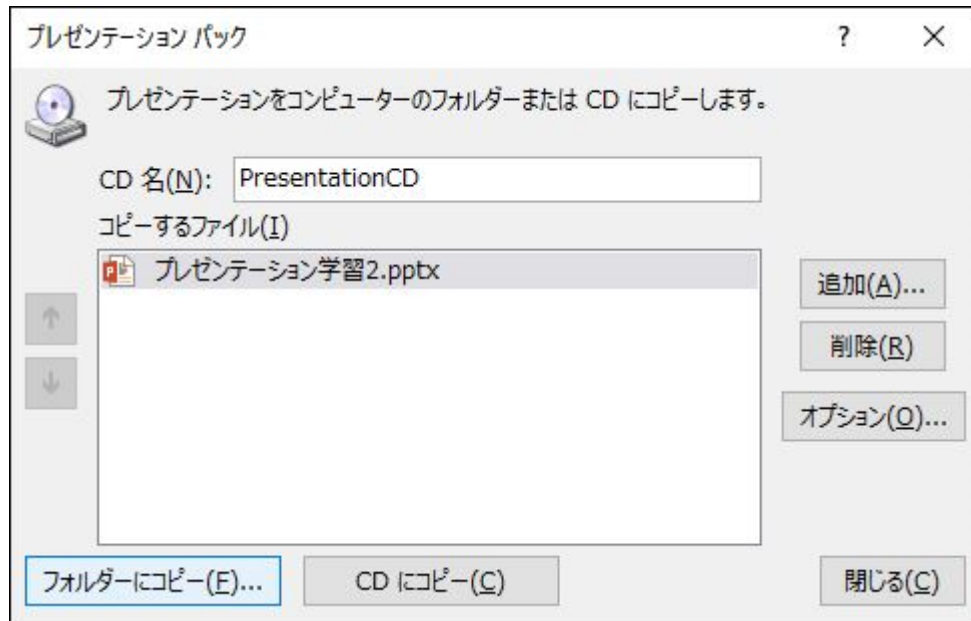 プレゼンテーション パック
?
×
プレゼンテーションをコンピューターのフォルダーまたは CD にコピーします。
CD 名(N): PresentationCD
コピーするファイル(I)
プレゼンテーション学習2.pptx
追加(A)...
削除(R)
オプション(O)...
フォルダーにコピー(F)...
CD にコピー(C)
閉じる(C)